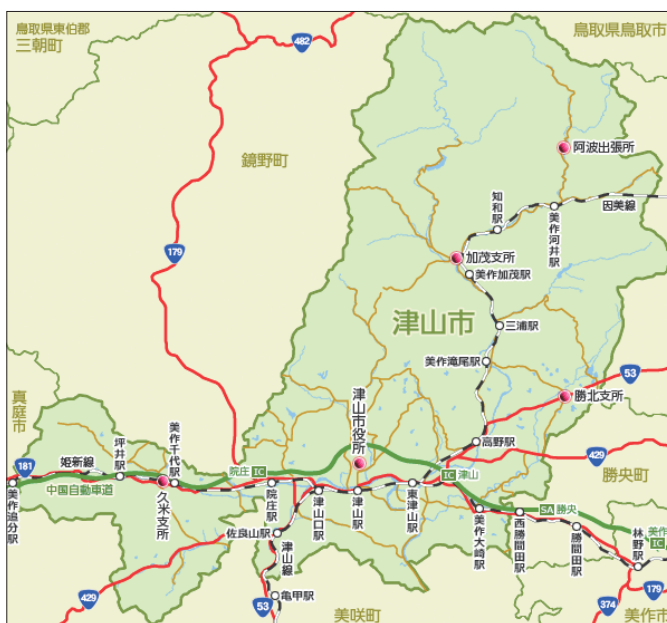 鳥取県東伯郡
三朝町
482
鳥取県鳥取市
阿波出張所
鏡野町
知和駅
因美線
美作河井駅
179
加茂支所
美作加茂駅
津山市
三浦駅
美作滝尾駅
53
勝北支所
真庭市
津山市役所
高野駅
429
勝央町
181
姫新線
坪井駅
美作千代駅
院庄 IC
IC 津山
中国自動車道
美作追分駅
久米支所
院庄駅
津山口駅
津山駅
東津山駅
美作大崎駅
SA 勝央
西勝間田駅
勝間田駅
林野駅
美作
IC
佐良山駅
津山線
429
53
亀甲駅
美咲町
374
179
美作市